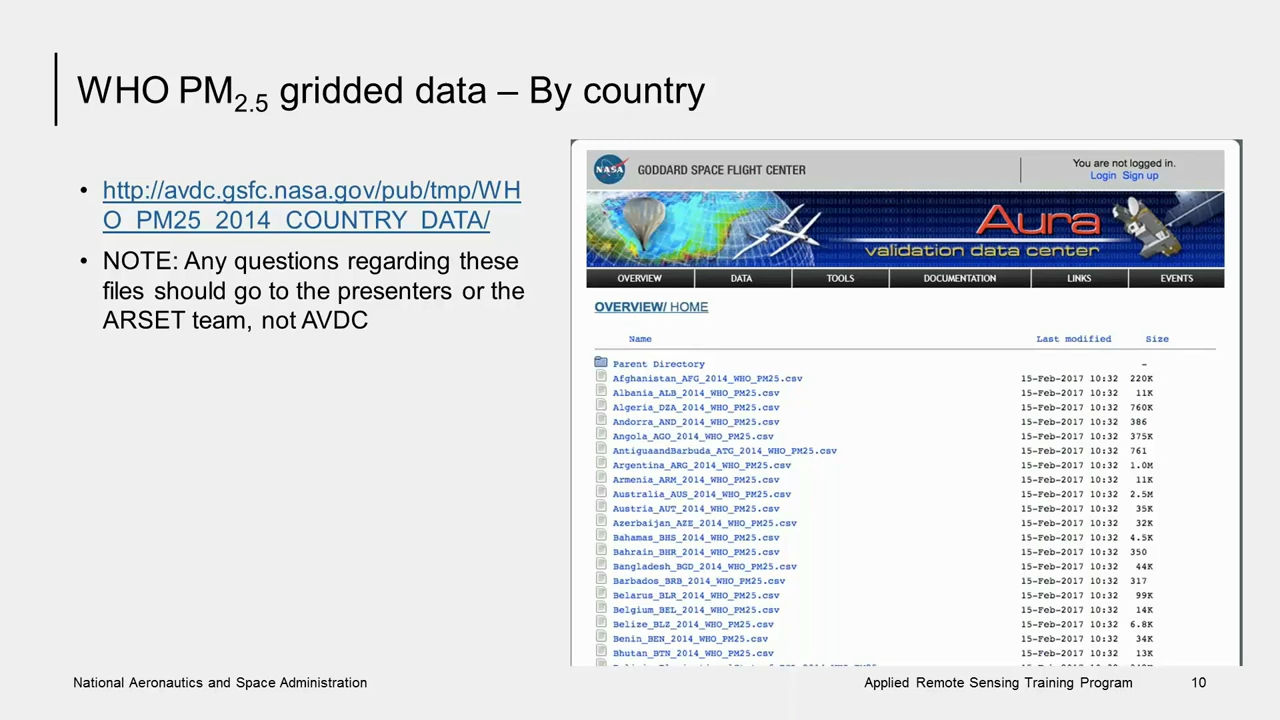 WHO PM2.5 gridded data – By country
• http://avdc.gsfc.nasa.gov/pub/tmp/WH
O_PM25_2014_COUNTRY_DATA/
• NOTE: Any questions regarding these
files should go to the presenters or the
ARSET team, not AVDC
NASA GODDARD SPACE FLIGHT CENTER
You are not logged in.
Login Sign up
Aura
validation data center
OVERVIEW DATA TOOLS DOCUMENTATION LINKS EVENTS
OVERVIEW/ HOME
Name Last modified Size
Parent Directory -
Afghanistan_AFG_2014_WHO_PM25.csv 15-Feb-2017 10:32 220K
Albania_ALB_2014_WHO_PM25.csv 15-Feb-2017 10:32 11K
Algeria_DZA_2014_WHO_PM25.csv 15-Feb-2017 10:32 760K
Andorra_AND_2014_WHO_PM25.csv 15-Feb-2017 10:32 386
Angola_AGO_2014_WHO_PM25.csv 15-Feb-2017 10:32 375K
AntiguaandBarbuda_ATG_2014_WHO_PM25.csv 15-Feb-2017 10:32 761
Argentina_ARG_2014_WHO_PM25.csv 15-Feb-2017 10:32 1.0M
Armenia_ARM_2014_WHO_PM25.csv 15-Feb-2017 10:32 11K
Australia_AUS_2014_WHO_PM25.csv 15-Feb-2017 10:32 2.5M
Austria_AUT_2014_WHO_PM25.csv 15-Feb-2017 10:32 35K
Azerbaijan_AZE_2014_WHO_PM25.csv 15-Feb-2017 10:32 32K
Bahamas_BHS_2014_WHO_PM25.csv 15-Feb-2017 10:32 4.5K
Bahrain_BHR_2014_WHO_PM25.csv 15-Feb-2017 10:32 350
Bangladesh_BGD_2014_WHO_PM25.csv 15-Feb-2017 10:32 44K
Barbados_BRB_2014_WHO_PM25.csv 15-Feb-2017 10:32 317
Belarus_BLR_2014_WHO_PM25.csv 15-Feb-2017 10:32 99K
Belgium_BEL_2014_WHO_PM25.csv 15-Feb-2017 10:32 14K
Belize_BLZ_2014_WHO_PM25.csv 15-Feb-2017 10:32 6.8K
Benin_BEN_2014_WHO_PM25.csv 15-Feb-2017 10:32 34K
Bhutan_BTN_2014_WHO_PM25.csv 15-Feb-2017 10:32 13K
National Aeronautics and Space Administration
Applied Remote Sensing Training Program 10